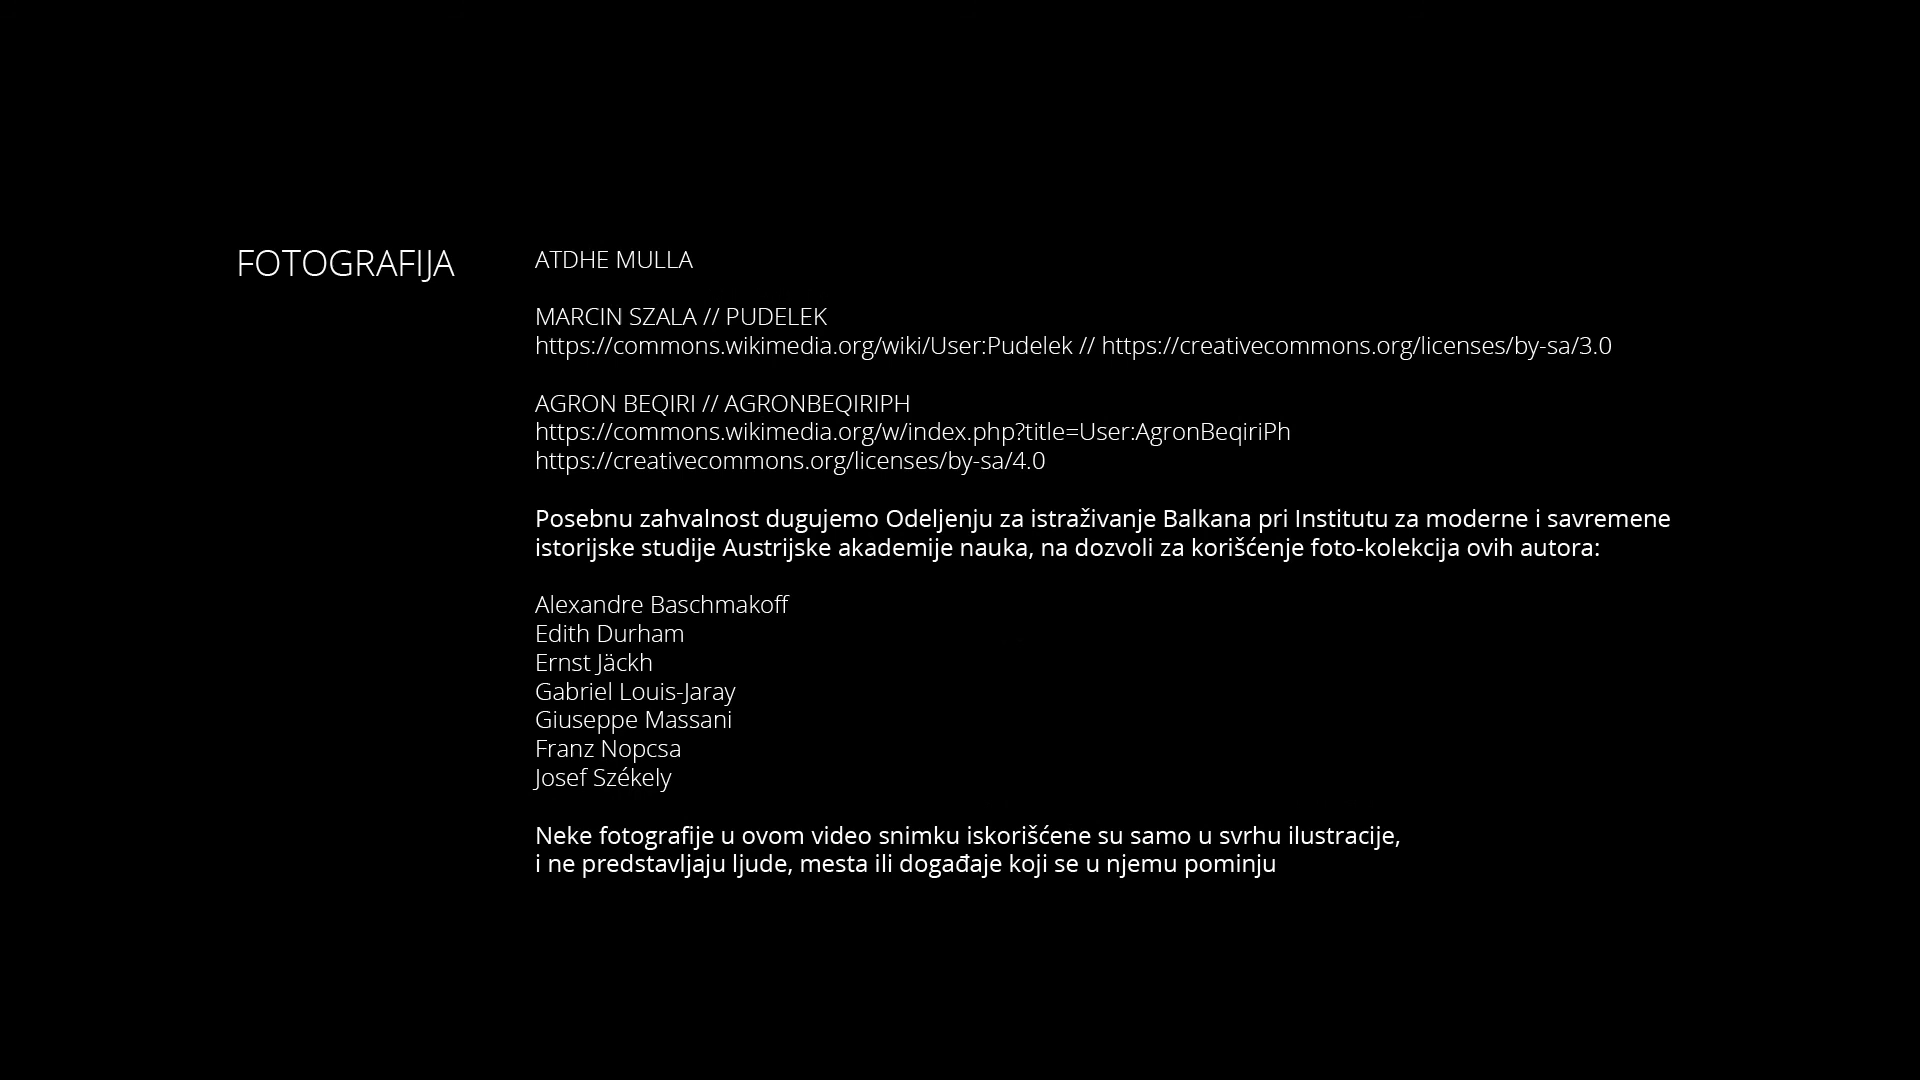 FOTOGRAFIJA
ATDHE MULLA
MARCIN SZALA // PUDELEK
https://commons.wikimedia.org/wiki/User:Pudelek // https://creativecommons.org/licenses/by-sa/3.0
AGRON BEQIRI // AGRONBEQIRIPH
https://commons.wikimedia.org/w/index.php?title=User:AgronBeqiriPh
https://creativecommons.org/licenses/by-sa/4.0
Posebnu zahvalnost dugujemo Odeljenju za istraživanje Balkana pri Institutu za moderne i savremene
istorijske studije Austrijske akademije nauka, na dozvoli za korišćenje foto-kolekcija ovih autora:
Alexandre Baschmakoff
Edith Durham
Ernst Jäckh
Gabriel Louis-Jaray
Giuseppe Massani
Franz Nopcsa
Josef Székely
Neke fotografije u ovom video snimku iskorišćene su samo u svrhu ilustracije,
i ne predstavljaju ljude, mesta ili događaje koji se u njemu pominju